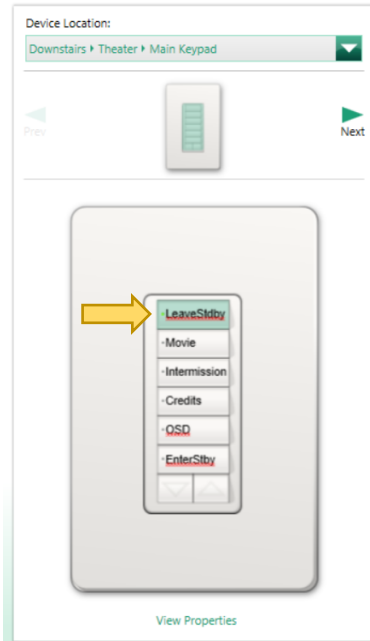 Device Location:
Downstairs ▸ Theater ▸ Main Keypad
Prev
Next
LeaveStdby
Movie
Intermission
Credits
OSD
EnterStby
View Properties